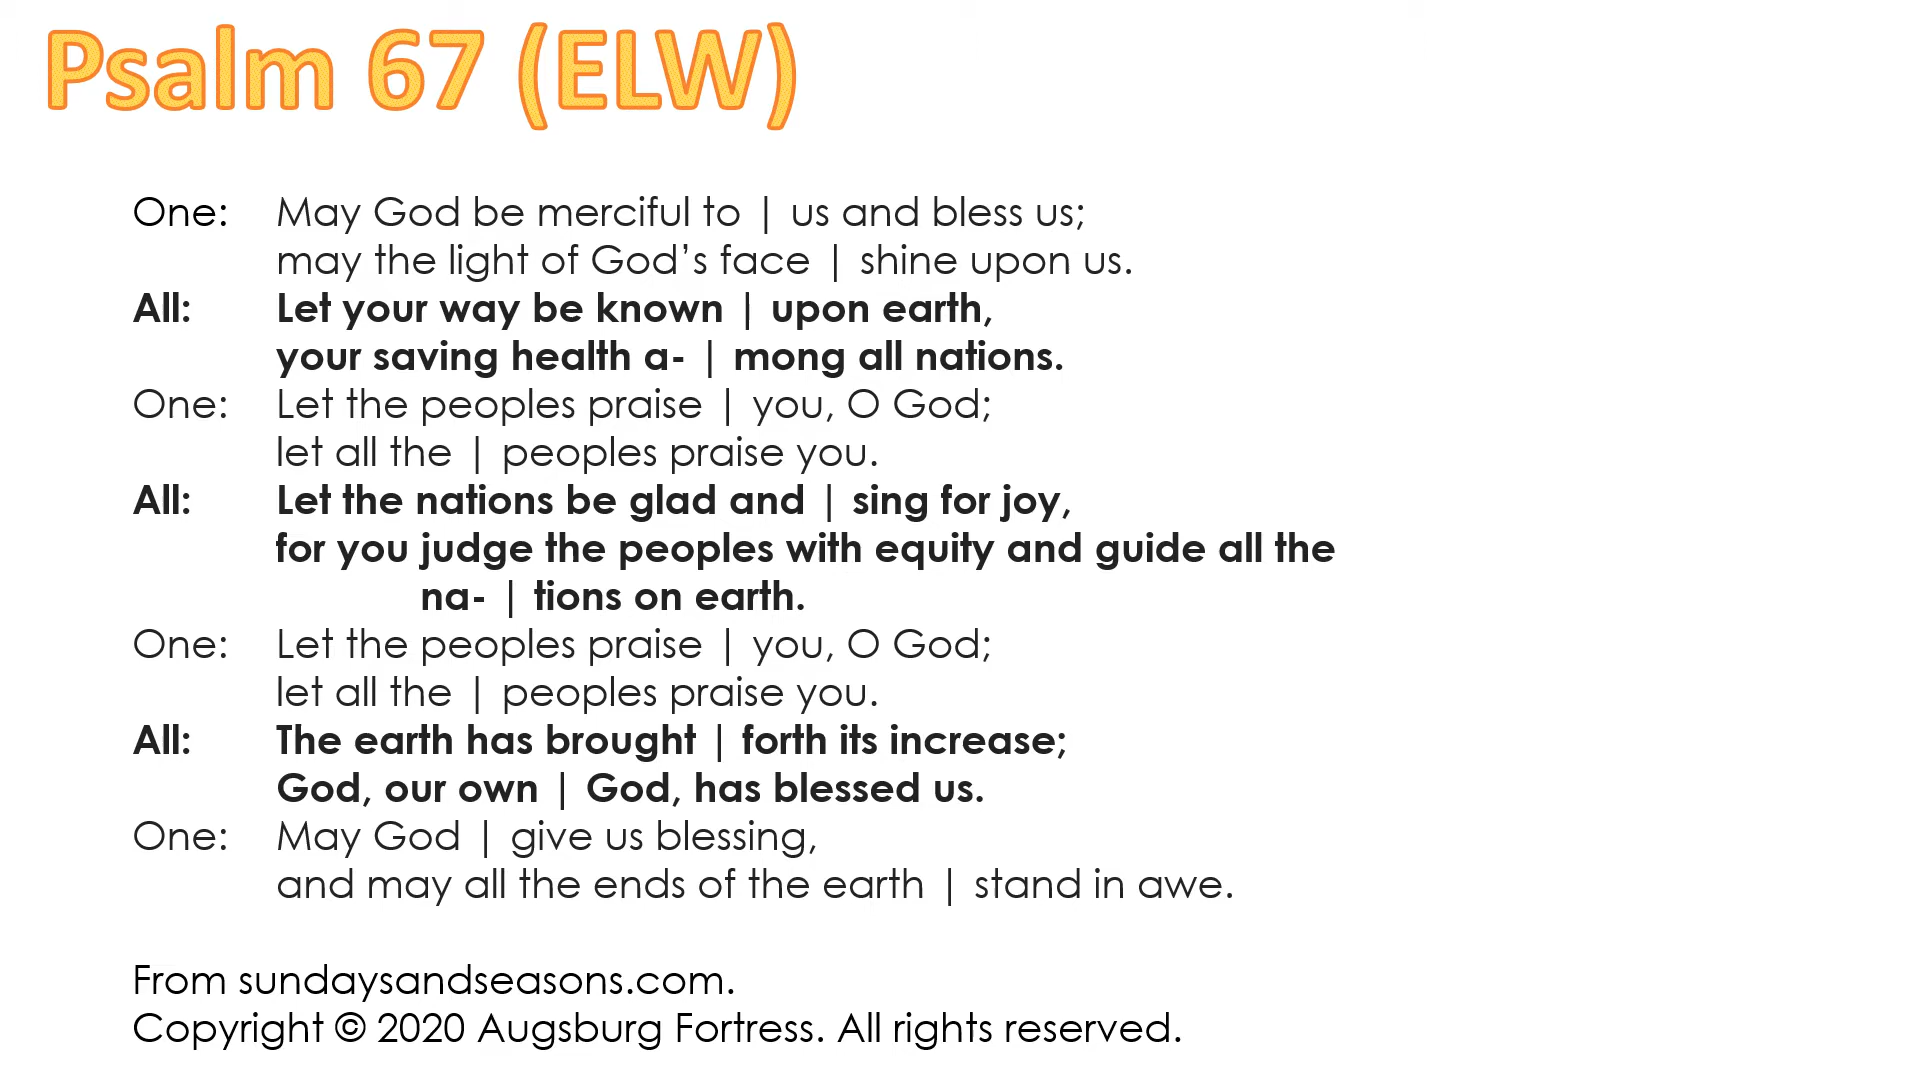 Psalm 67 (ELW)
One: May God be merciful to | us and bless us;
may the light of God’s face | shine upon us.
All: Let your way be known | upon earth,
your saving health a- | mong all nations.
One: Let the peoples praise | you, O God;
let all the | peoples praise you.
All: Let the nations be glad and | sing for joy,
for you judge the peoples with equity and guide all the
na- | tions on earth.
One: Let the peoples praise | you, O God;
let all the | peoples praise you.
All: The earth has brought | forth its increase;
God, our own | God, has blessed us.
One: May God | give us blessing,
and may all the ends of the earth | stand in awe.
From sundaysandseasons.com.
Copyright © 2020 Augsburg Fortress. All rights reserved.